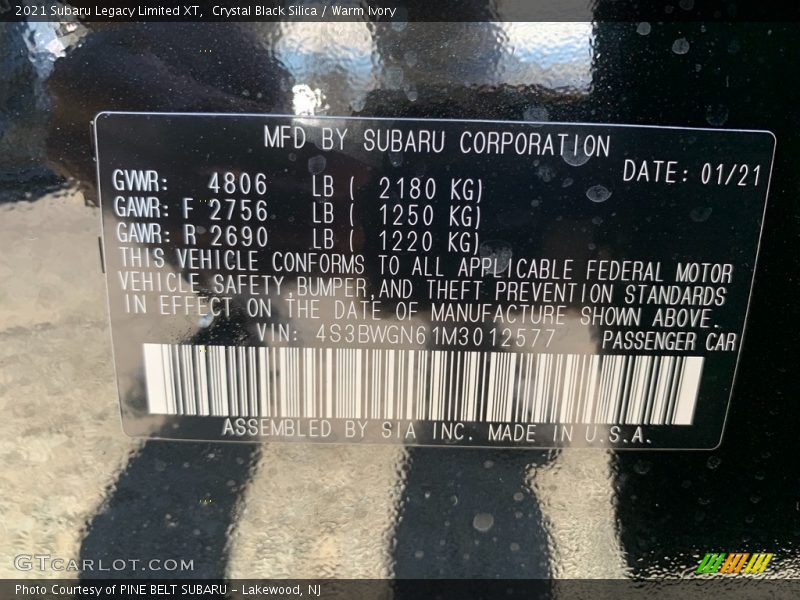 2021 Subaru Legacy Limited XT, Crystal Black Silica / Warm Ivory
MFD BY SUBARU CORPORATION
DATE: 01/21
GVWR: 4806 LB ( 2180 KG)
GAWR: F 2756 LB ( 1250 KG)
GAWR: R 2690 LB ( 1220 KG)
THIS VEHICLE CONFORMS TO ALL APPLICABLE FEDERAL MOTOR
VEHICLE SAFETY, BUMPER, AND THEFT PREVENTION STANDARDS
IN EFFECT ON THE DATE OF MANUFACTURE SHOWN ABOVE.
VIN: 4S3BWGN61M3012577 PASSENGER CAR
ASSEMBLED BY SIA INC. MADE IN U.S.A.
GTCARLOT.COM
Photo Courtesy of PINE BELT SUBARU – Lakewood, NJ